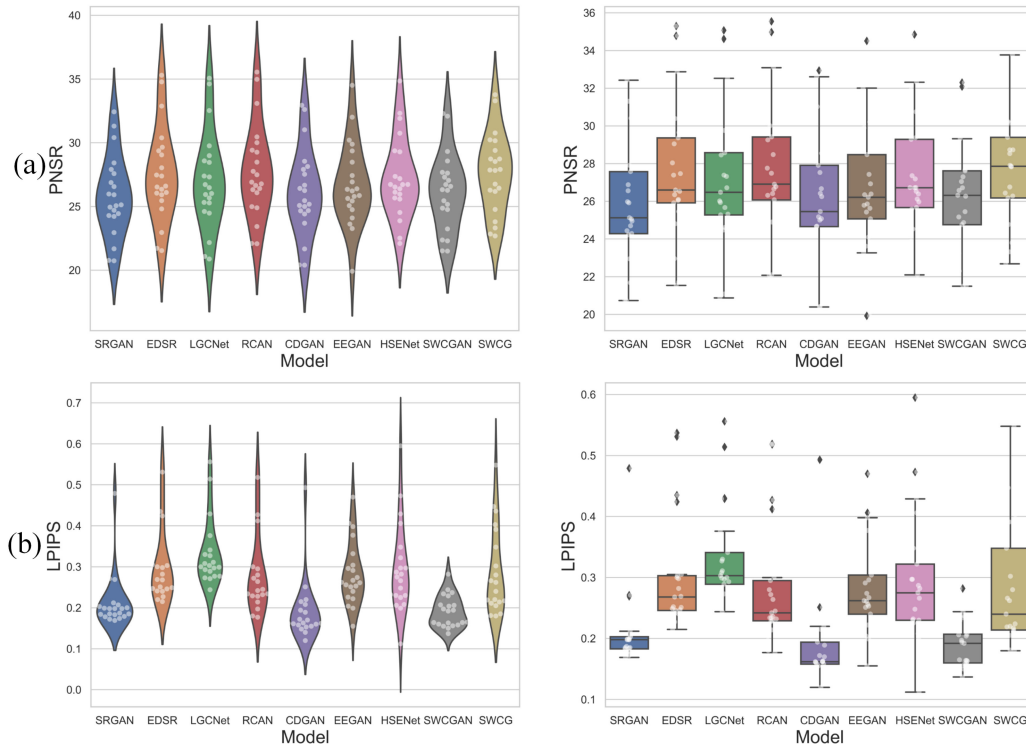 (a)
PNSR
40
35
30
25
20
SRGAN EDSR LGCNet RCAN CDGAN EEGAN HSENet SWCGAN SWCG
Model
PNSR
36
34
32
30
28
26
24
22
20
SRGAN EDSR LGCNet RCAN CDGAN EEGAN HSENet SWCGAN SWCG
Model
(b)
LPIPS
0.7
0.6
0.5
0.4
0.3
0.2
0.1
0.0
SRGAN EDSR LGCNet RCAN CDGAN EEGAN HSENet SWCGAN SWCG
Model
LPIPS
0.6
0.5
0.4
0.3
0.2
0.1
SRGAN EDSR LGCNet RCAN CDGAN EEGAN HSENet SWCGAN SWCG
Model